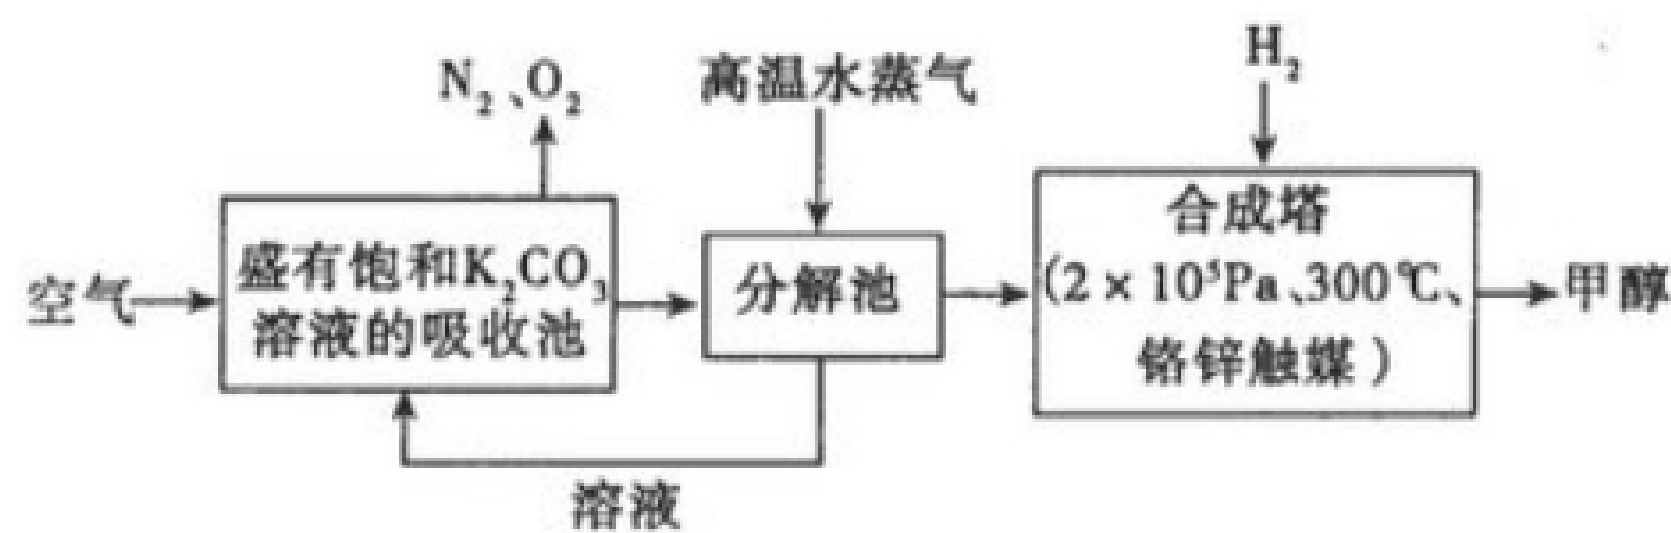 N₂、O₂
高温水蒸气
H₂
空气
盛有饱和K₂CO₃
溶液的吸收池
分解池
合成塔
(2×10⁵Pa、300℃、
铬锌触媒)
甲醇
溶液